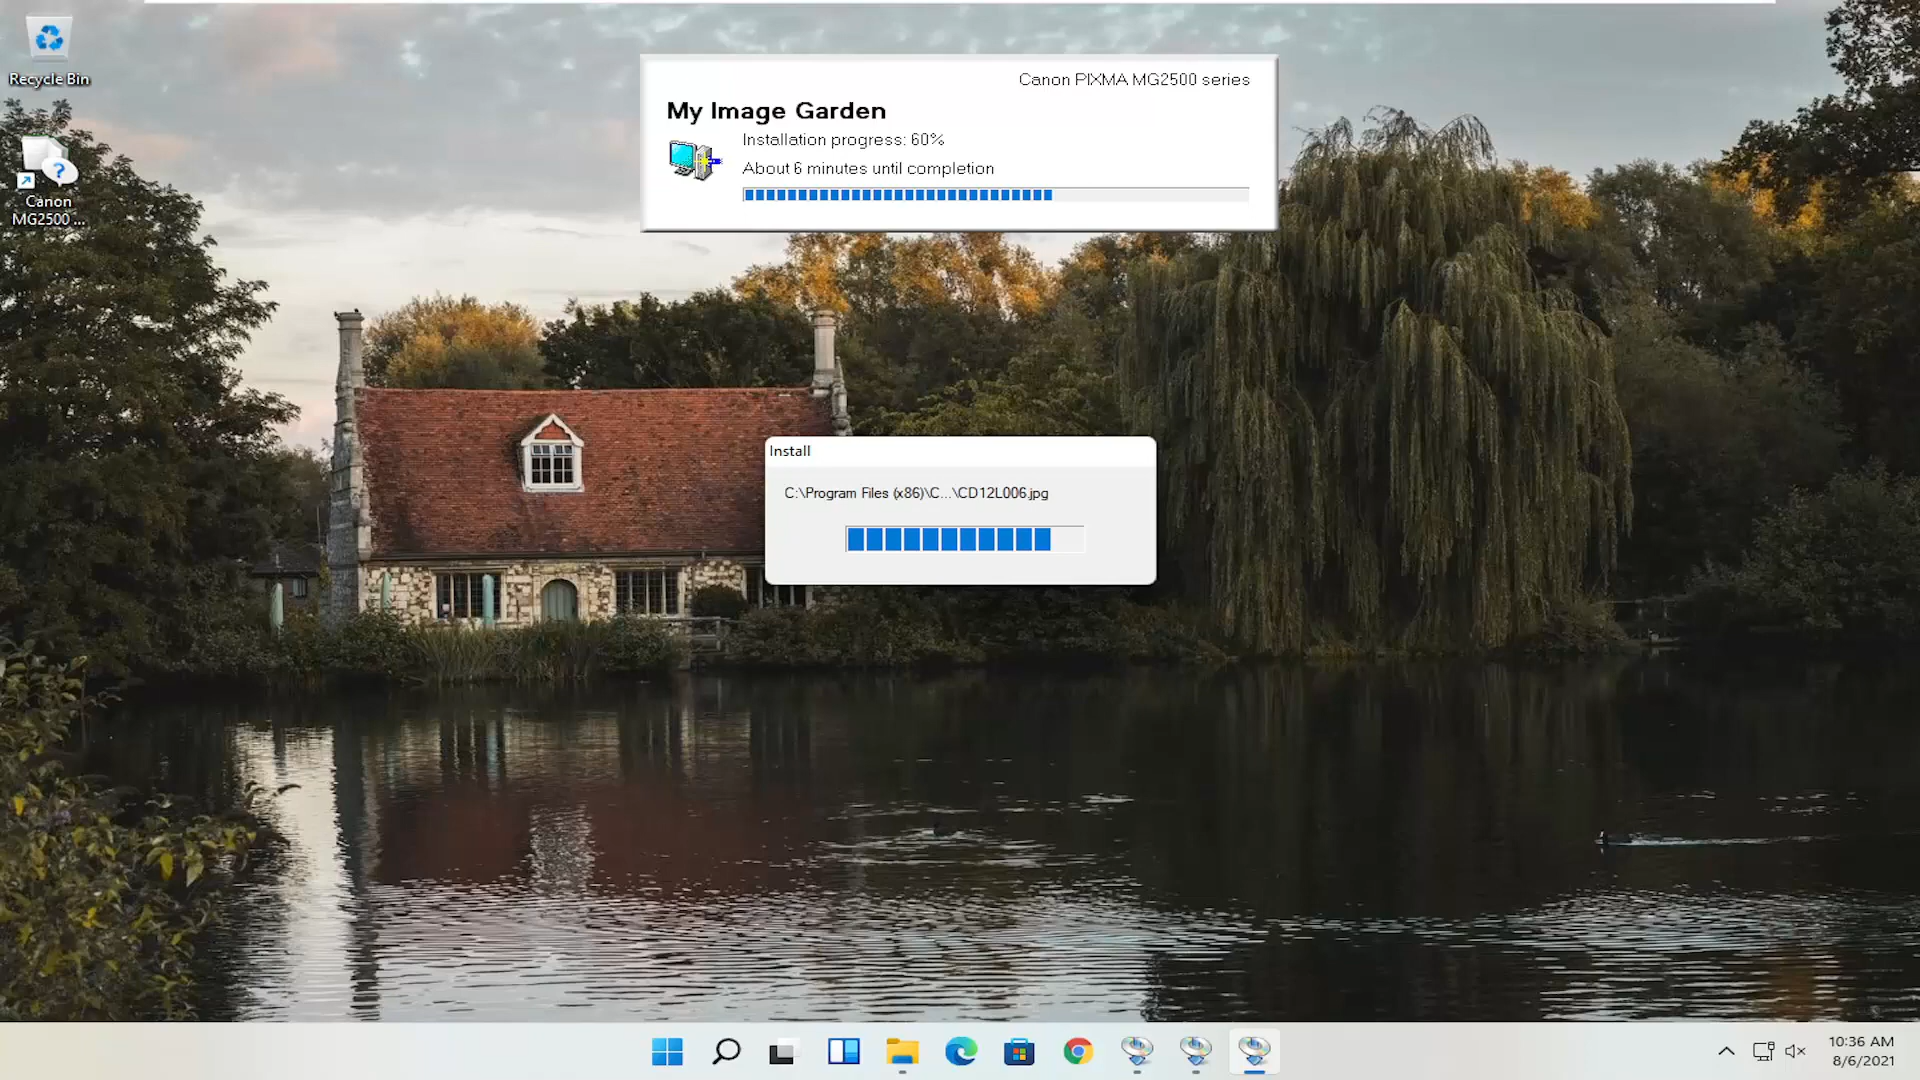 Recycle Bin
Canon
MG2500 ...
Canon PIXMA MG2500 series
My Image Garden
Installation progress: 60%
About 6 minutes until completion
Install
C:\Program Files (x86)\C...\CD12L006.jpg
10:36 AM
8/6/2021